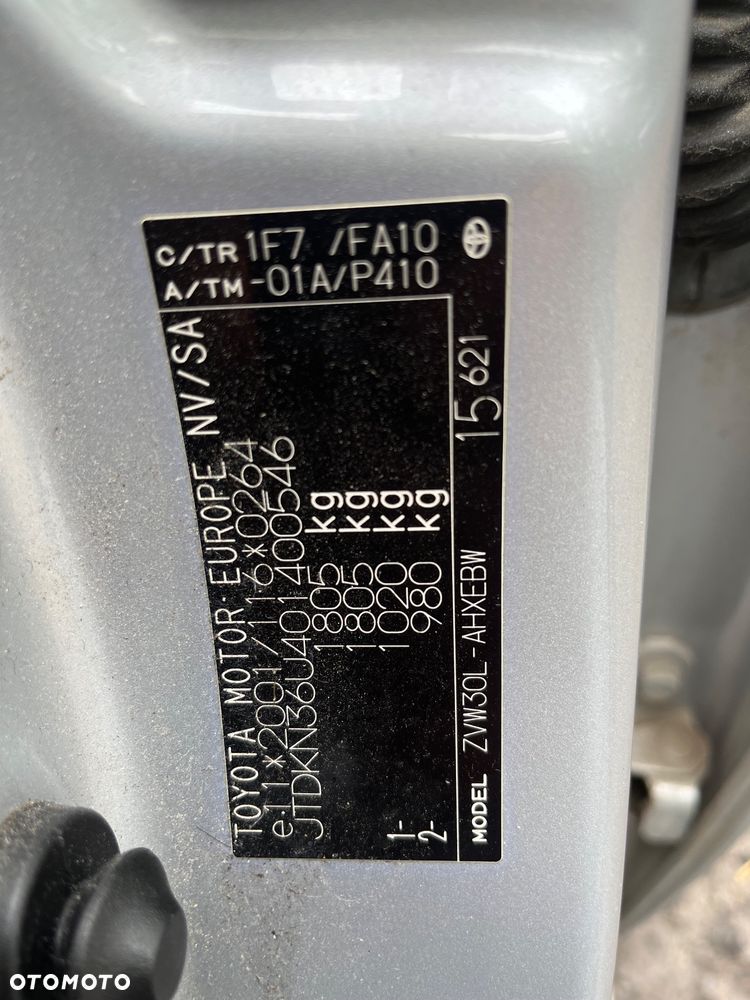 C/TR 1F7 /FA10
A/TM -01A/P410
TOYOTA MOTOR EUROPE NV/SA
e11*2001/116*0264
JTDKN36U401400546
1805 kg
1805 kg
1- 1020 kg
2- 980 kg
MODEL ZVW30L-AHXEBW 15 621
OTOMOTO